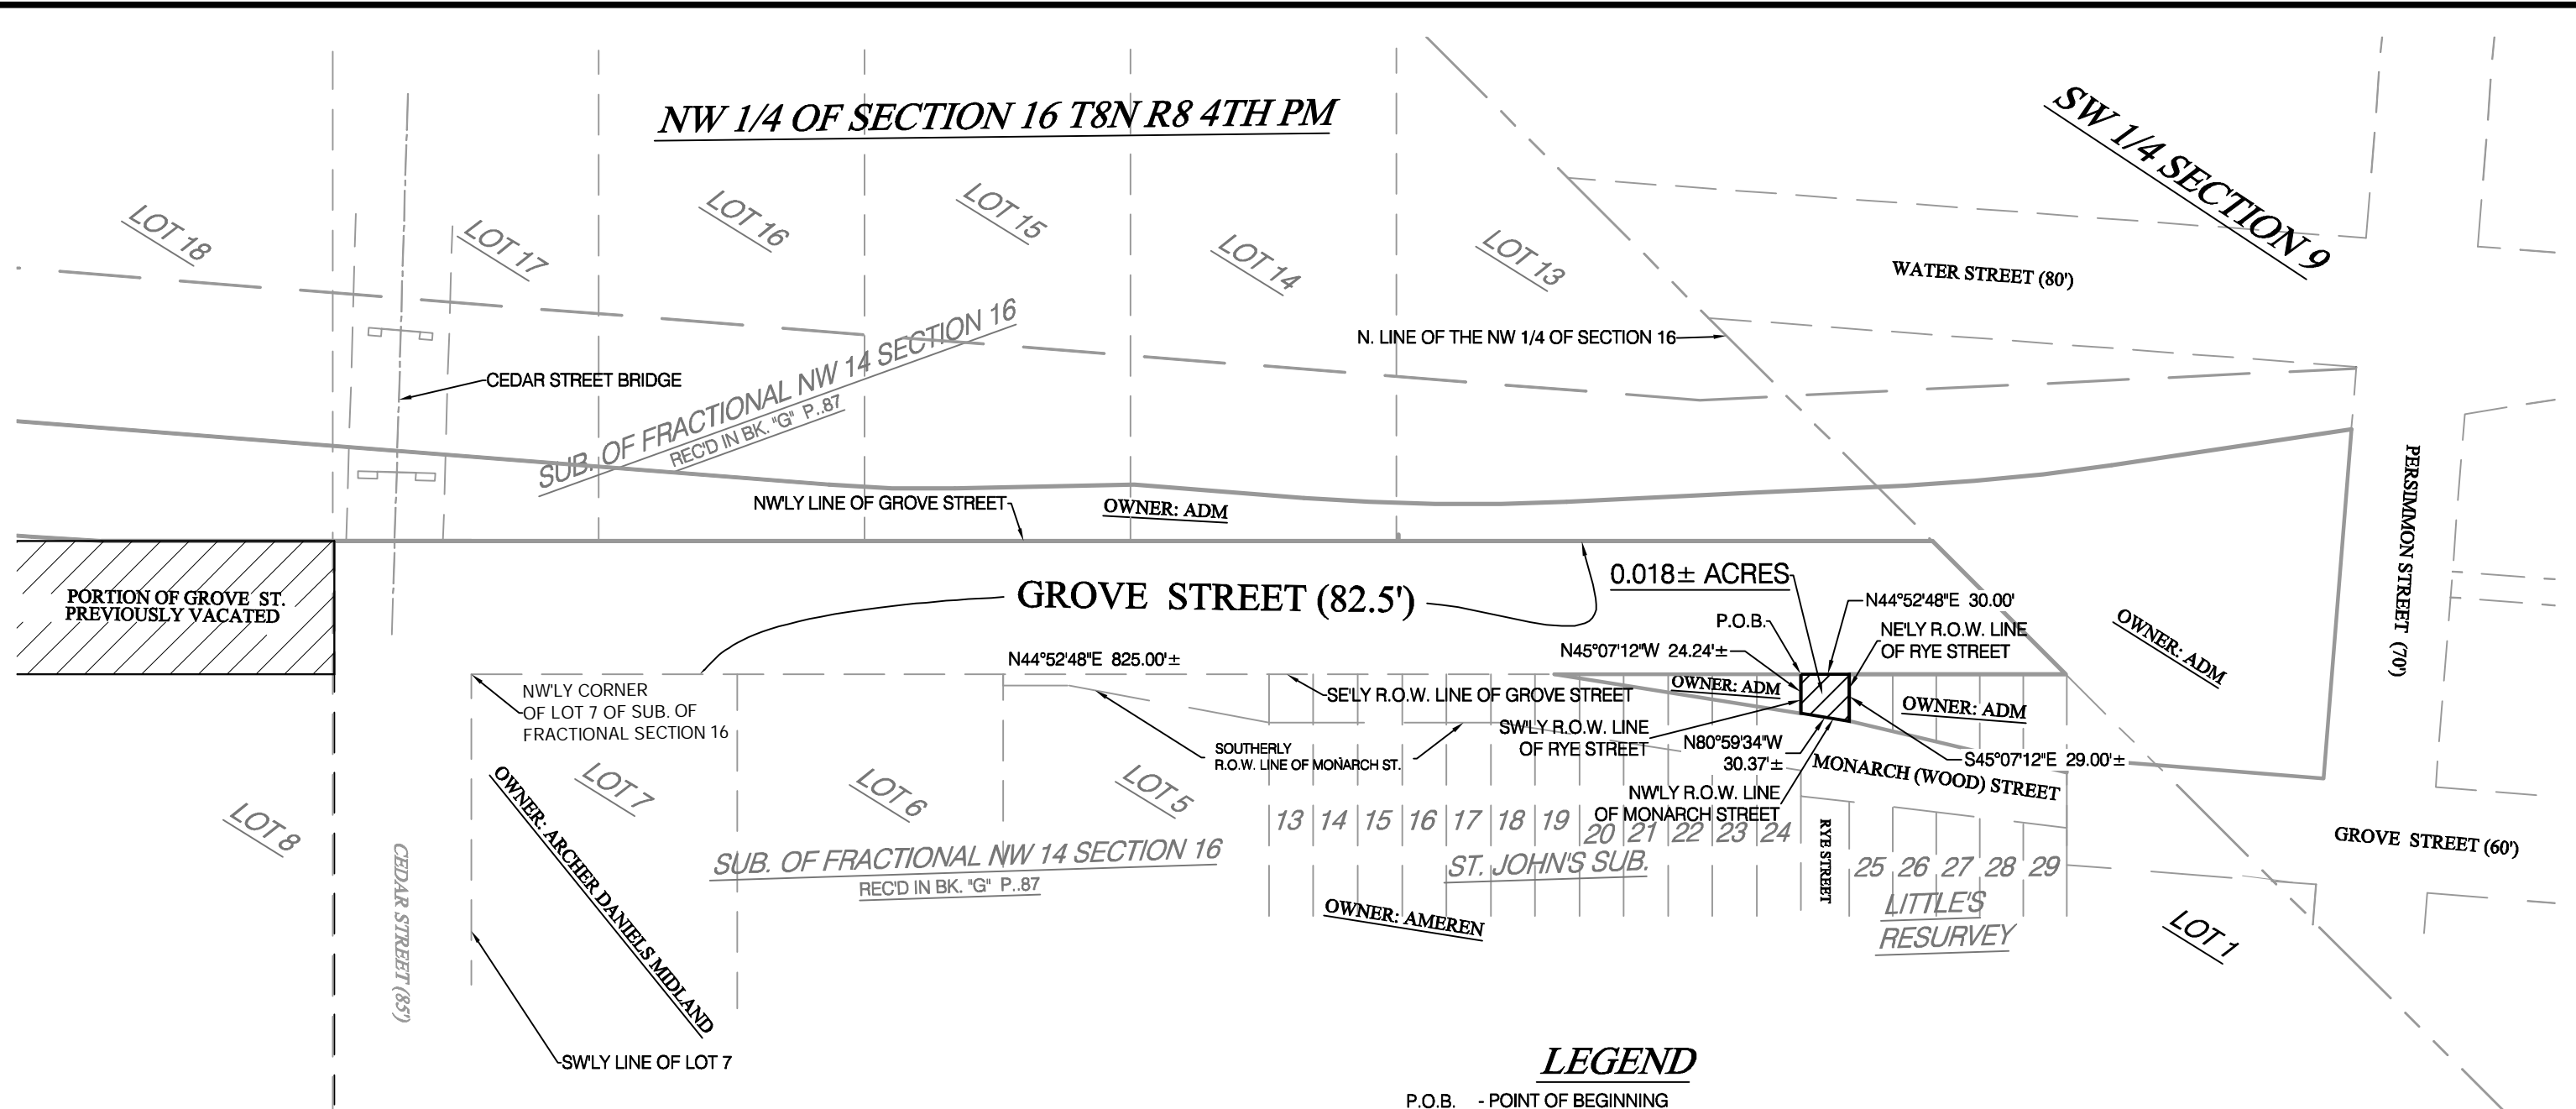 NW 1/4 OF SECTION 16 T8N R8 4TH PM
SW 1/4 SECTION 9
LOT 18
LOT 17
LOT 16
LOT 15
LOT 14
LOT 13
WATER STREET (80')
N. LINE OF THE NW 1/4 OF SECTION 16
CEDAR STREET BRIDGE
SUB. OF FRACTIONAL NW 14 SECTION 16
REC'D IN BK. "G" P..87
NW'LY LINE OF GROVE STREET
OWNER: ADM
PERSIMMON STREET (70')
PORTION OF GROVE ST.
PREVIOUSLY VACATED
GROVE STREET (82.5')
0.018± ACRES
P.O.B.
N44°52'48"E 30.00'
NE'LY R.O.W. LINE
OF RYE STREET
OWNER: ADM
N45°07'12"W 24.24'±
N44°52'48"E 825.00'±
NW'LY CORNER
OF LOT 7 OF SUB. OF
FRACTIONAL SECTION 16
SE'LY R.O.W. LINE OF GROVE STREET
OWNER: ADM
OWNER: ADM
SW'LY R.O.W. LINE
OF RYE STREET
SOUTHERLY
R.O.W. LINE OF MONARCH ST.
N80°59'34"W
30.37'±
S45°07'12"E 29.00'±
MONARCH (WOOD) STREET
NW'LY R.O.W. LINE
OF MONARCH STREET
LOT 8
LOT 7
LOT 6
LOT 5
13 14 15 16 17 18 19 20 21 22 23 24
RYE STREET
25 26 27 28 29
GROVE STREET (60')
CEDAR STREET (85')
OWNER: ARCHER DANIELS MIDLAND
SUB. OF FRACTIONAL NW 14 SECTION 16
REC'D IN BK. "G" P..87
ST. JOHN'S SUB.
OWNER: AMEREN
LITTLE'S
RESURVEY
LOT 1
SW'LY LINE OF LOT 7
LEGEND
P.O.B. - POINT OF BEGINNING